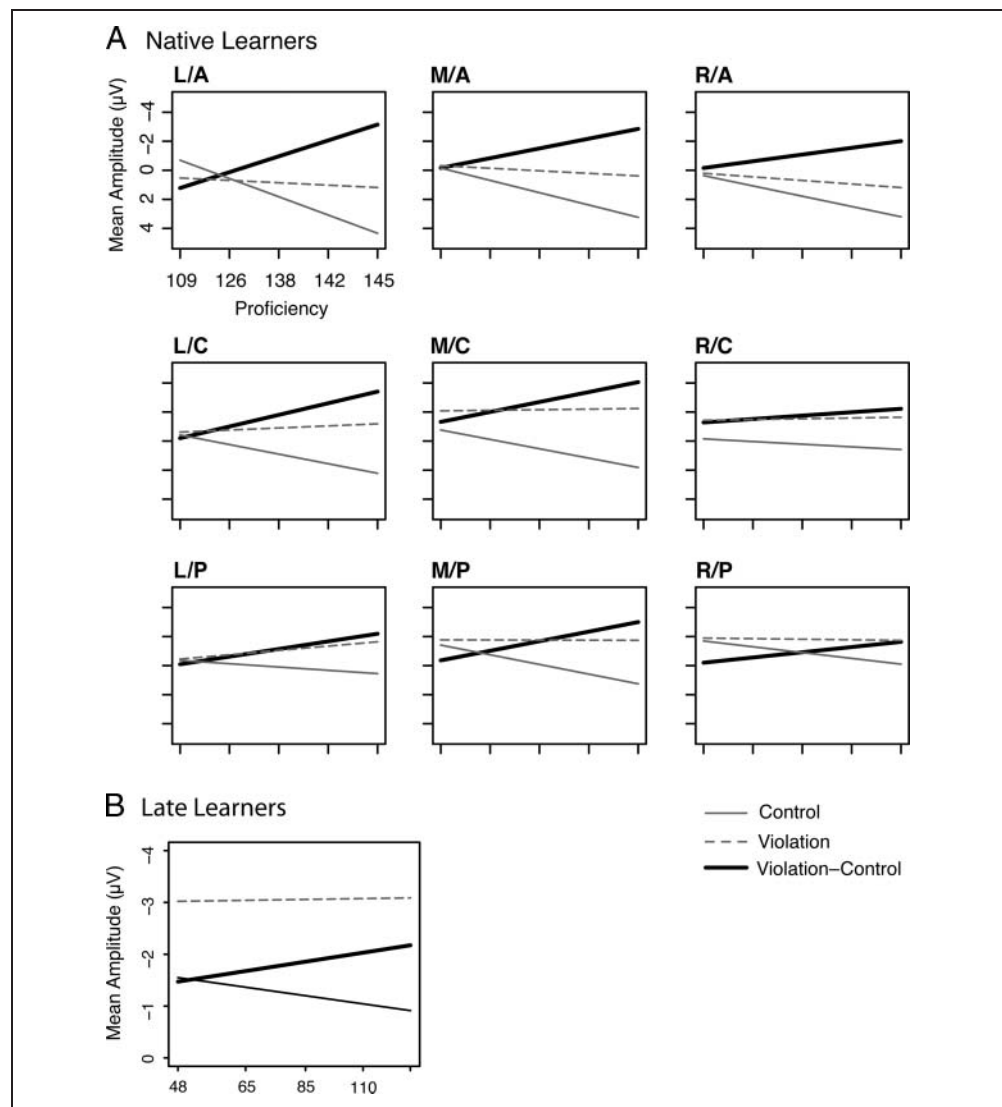 A Native Learners
L/A
M/A
R/A
Mean Amplitude (µV)
-4
-2
0
2
4
109 126 138 142 145
Proficiency
L/C
M/C
R/C
L/P
M/P
R/P
B Late Learners
Mean Amplitude (µV)
-4
-3
-2
-1
0
48 65 85 110
Control
Violation
Violation–Control